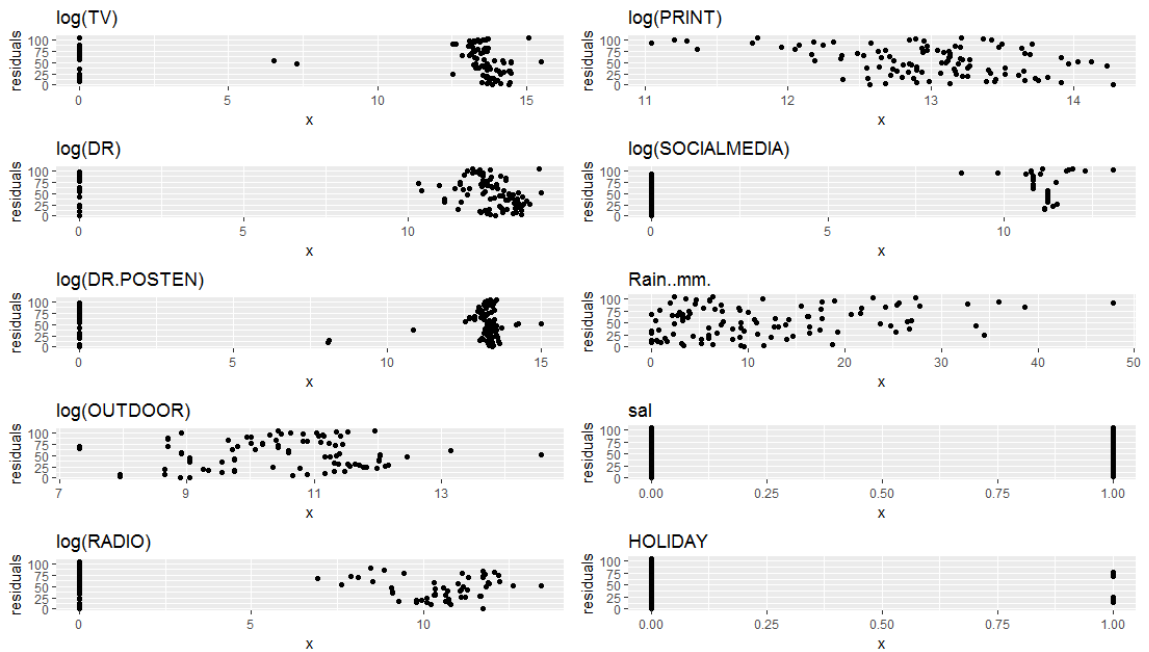 log(TV)
residuals
100
75
50
25
0
0 5 10 15
x
log(PRINT)
residuals
100
75
50
25
0
11 12 13 14
x
log(DR)
residuals
100
75
50
25
0
0 5 10
x
log(SOCIALMEDIA)
residuals
100
75
50
25
0
0 5 10
x
log(DR.POSTEN)
residuals
100
75
50
25
0
0 5 10 15
x
Rain..mm.
residuals
100
75
50
25
0
0 10 20 30 40 50
x
log(OUTDOOR)
residuals
100
75
50
25
0
7 9 11 13
x
sal
residuals
100
75
50
25
0
0.00 0.25 0.50 0.75 1.00
x
log(RADIO)
residuals
100
75
50
25
0
0 5 10
x
HOLIDAY
residuals
100
75
50
25
0
0.00 0.25 0.50 0.75 1.00
x